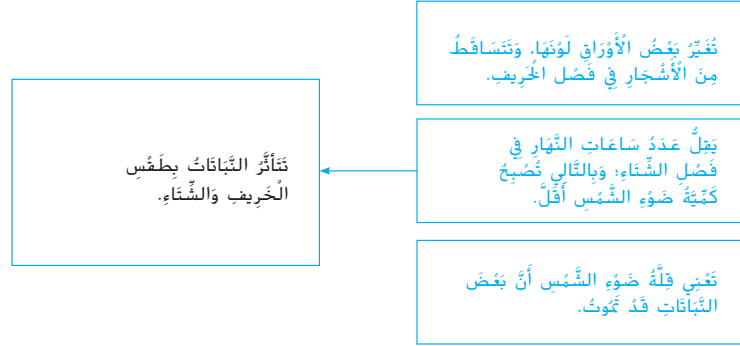 تُغَيِّرُ بَعْضُ الْأَوْرَاقِ لَوْنَهَا، وَتَتَسَاقَطُ
مِنَ الْأَشْجَارِ فِي فَصْلِ الْخَرِيفِ.
يَقِلُّ عَدَدُ سَاعَاتِ النَّهَارِ فِي
فَصْلِ الشِّتَاءِ؛ وَبِالتَّالِي تُصْبِحُ
كَمِّيَّةُ ضَوْءِ الشَّمْسِ أَقَلَّ.
تَعْنِي قِلَّةُ ضَوْءِ الشَّمْسِ أَنَّ بَعْضَ
النَّبَاتَاتِ قَدْ تَمُوتُ.
تَتَأَثَّرُ النَّبَاتَاتُ بِطَقْسِ
الْخَرِيفِ وَالشِّتَاءِ.